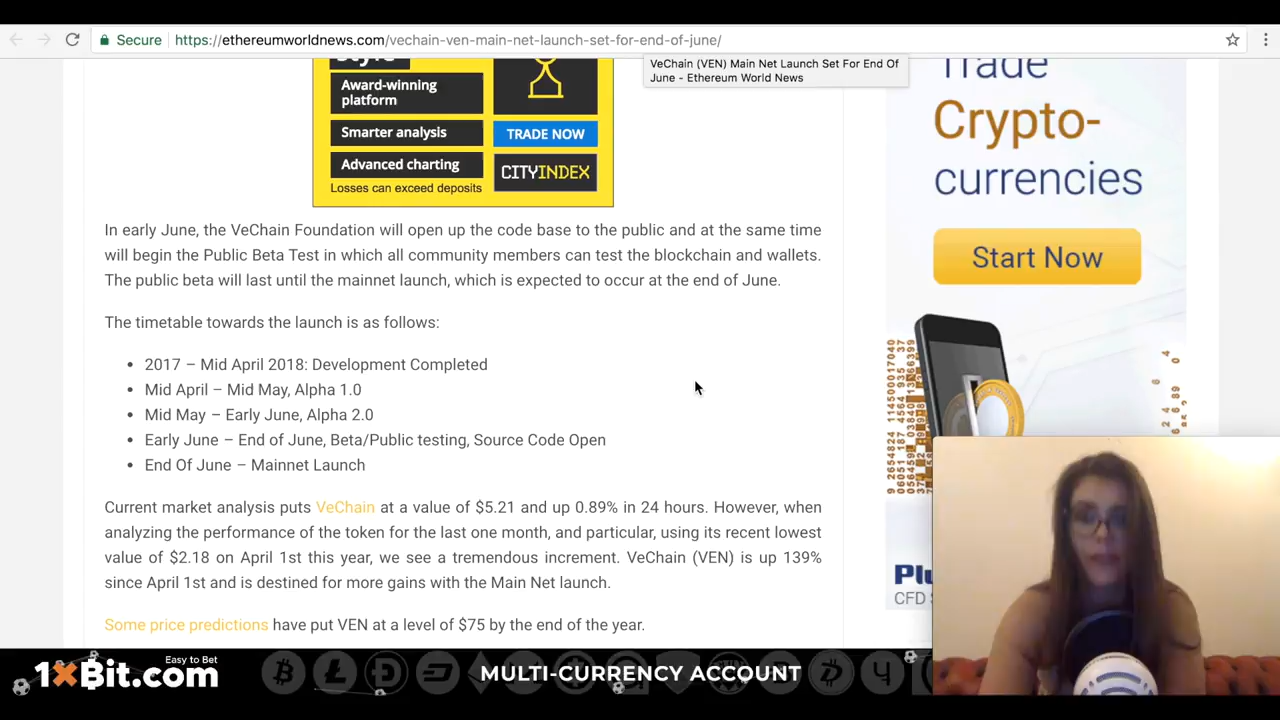 Secure https://ethereumworldnews.com/vechain-ven-main-net-launch-set-for-end-of-june/
VeChain (VEN) Main Net Launch Set For End Of
June - Ethereum World News
Style
Award-winning
platform
Smarter analysis
TRADE NOW
Advanced charting
CITYINDEX
Losses can exceed deposits
Trade
Crypto-
currencies
Start Now
In early June, the VeChain Foundation will open up the code base to the public and at the same time
will begin the Public Beta Test in which all community members can test the blockchain and wallets.
The public beta will last until the mainnet launch, which is expected to occur at the end of June.
The timetable towards the launch is as follows:
• 2017 – Mid April 2018: Development Completed
• Mid April – Mid May, Alpha 1.0
• Mid May – Early June, Alpha 2.0
• Early June – End of June, Beta/Public testing, Source Code Open
• End Of June – Mainnet Launch
Current market analysis puts VeChain at a value of $5.21 and up 0.89% in 24 hours. However, when
analyzing the performance of the token for the last one month, and particular, using its recent lowest
value of $2.18 on April 1st this year, we see a tremendous increment. VeChain (VEN) is up 139%
since April 1st and is destined for more gains with the Main Net launch.
Some price predictions have put VEN at a level of $75 by the end of the year.
CFD
Easy to Bet
1xBit.com
MULTI-CURRENCY ACCOUNT